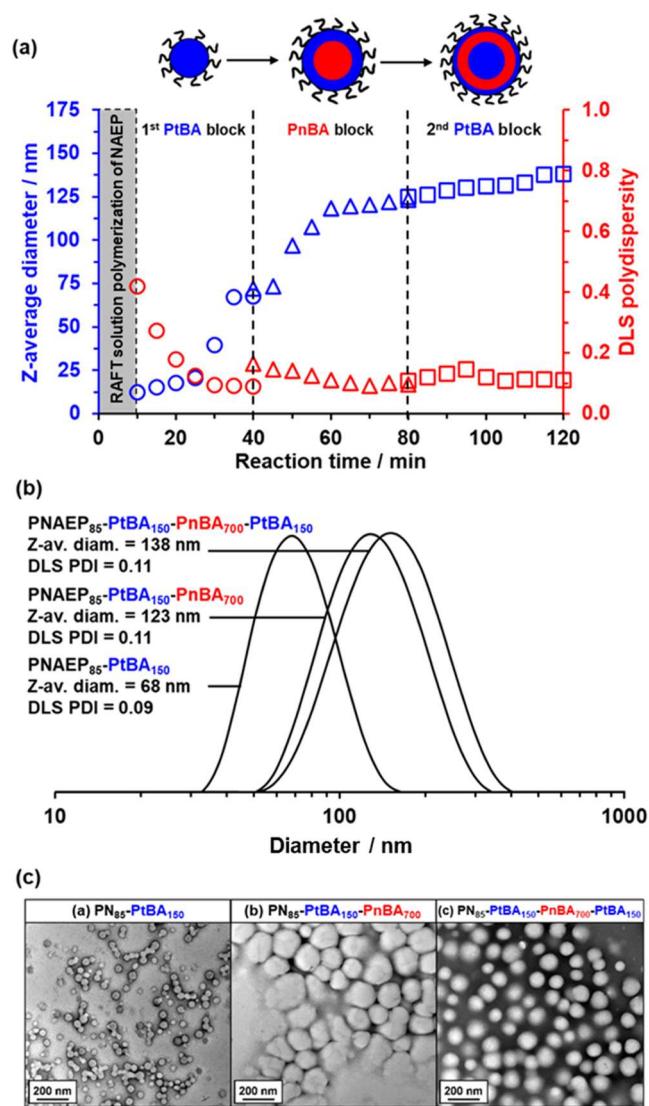 (a)
1st PtBA block
PnBA block
2nd PtBA block
RAFT solution polymerization of NAEP
Z-average diameter / nm
175
150
125
100
75
50
25
0
DLS polydispersity
1.0
0.8
0.6
0.4
0.2
0.0
0 20 40 60 80 100 120
Reaction time / min
(b)
PNAEP85-PtBA150-PnBA700-PtBA150
Z-av. diam. = 138 nm
DLS PDI = 0.11
PNAEP85-PtBA150-PnBA700
Z-av. diam. = 123 nm
DLS PDI = 0.11
PNAEP85-PtBA150
Z-av. diam. = 68 nm
DLS PDI = 0.09
10 100 1000
Diameter / nm
(c)
(a) PN85-PtBA150
(b) PN85-PtBA150-PnBA700
(c) PN85-PtBA150-PnBA700-PtBA150
200 nm
200 nm
200 nm